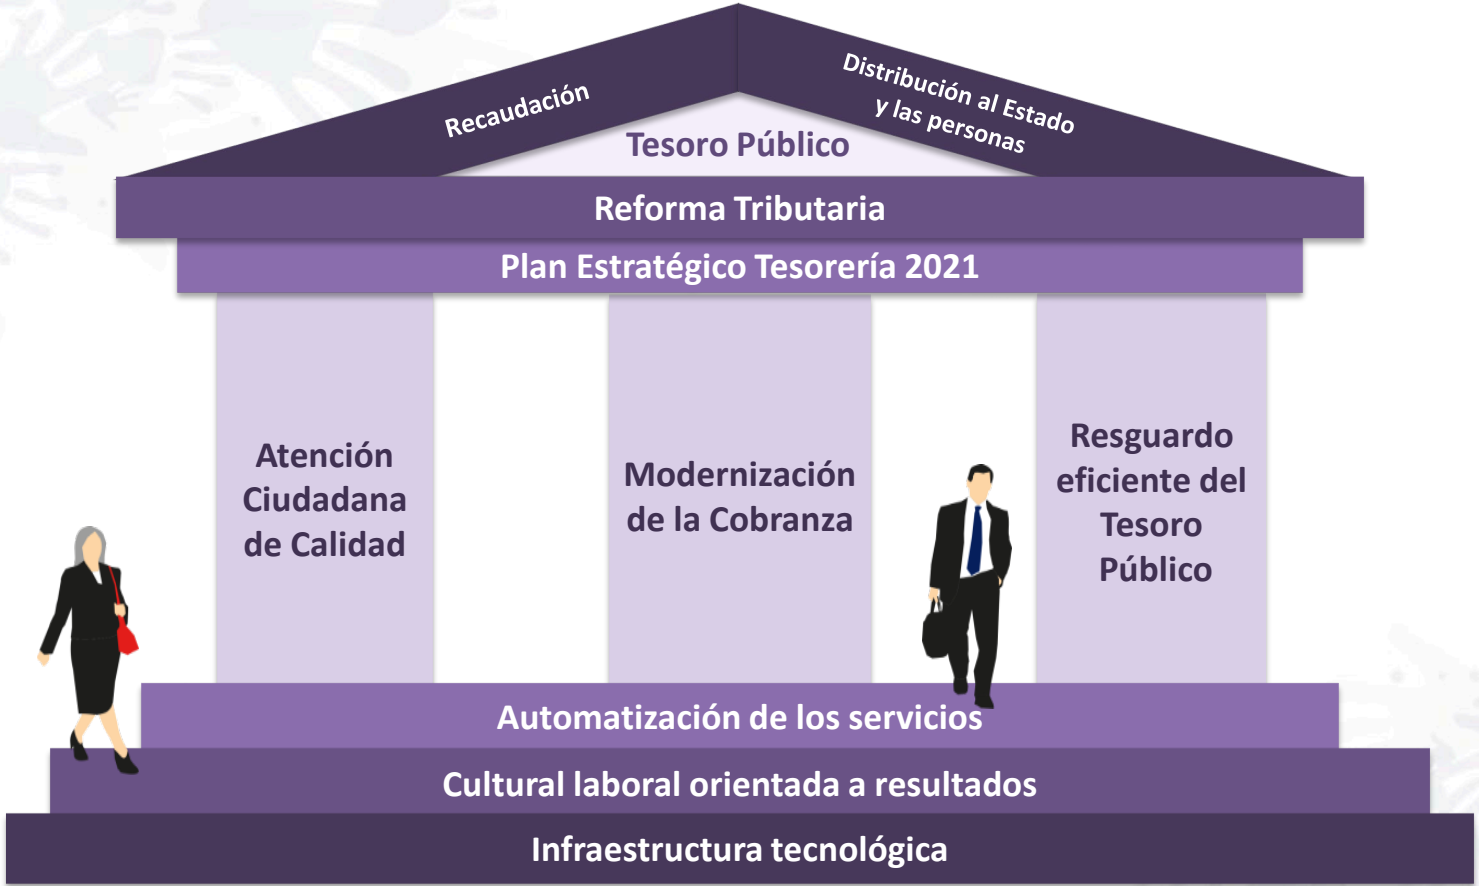 Recaudación
Distribución al Estado
y las personas
Tesoro Público
Reforma Tributaria
Plan Estratégico Tesorería 2021
Atención
Ciudadana
de Calidad
Modernización
de la Cobranza
Resguardo
eficiente del
Tesoro
Público
Automatización de los servicios
Cultural laboral orientada a resultados
Infraestructura tecnológica